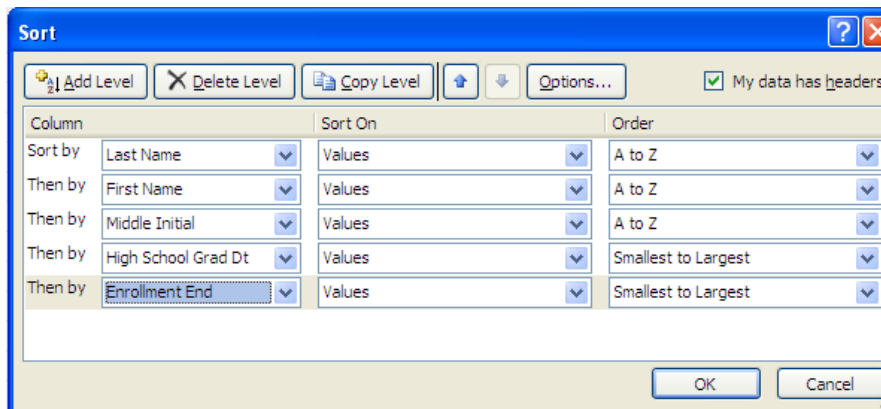 Sort
Add Level Delete Level Copy Level Options... My data has headers
Column Sort On Order
Sort by Last Name Values A to Z
Then by First Name Values A to Z
Then by Middle Initial Values A to Z
Then by High School Grad Dt Values Smallest to Largest
Then by Enrollment End Values Smallest to Largest
OK Cancel